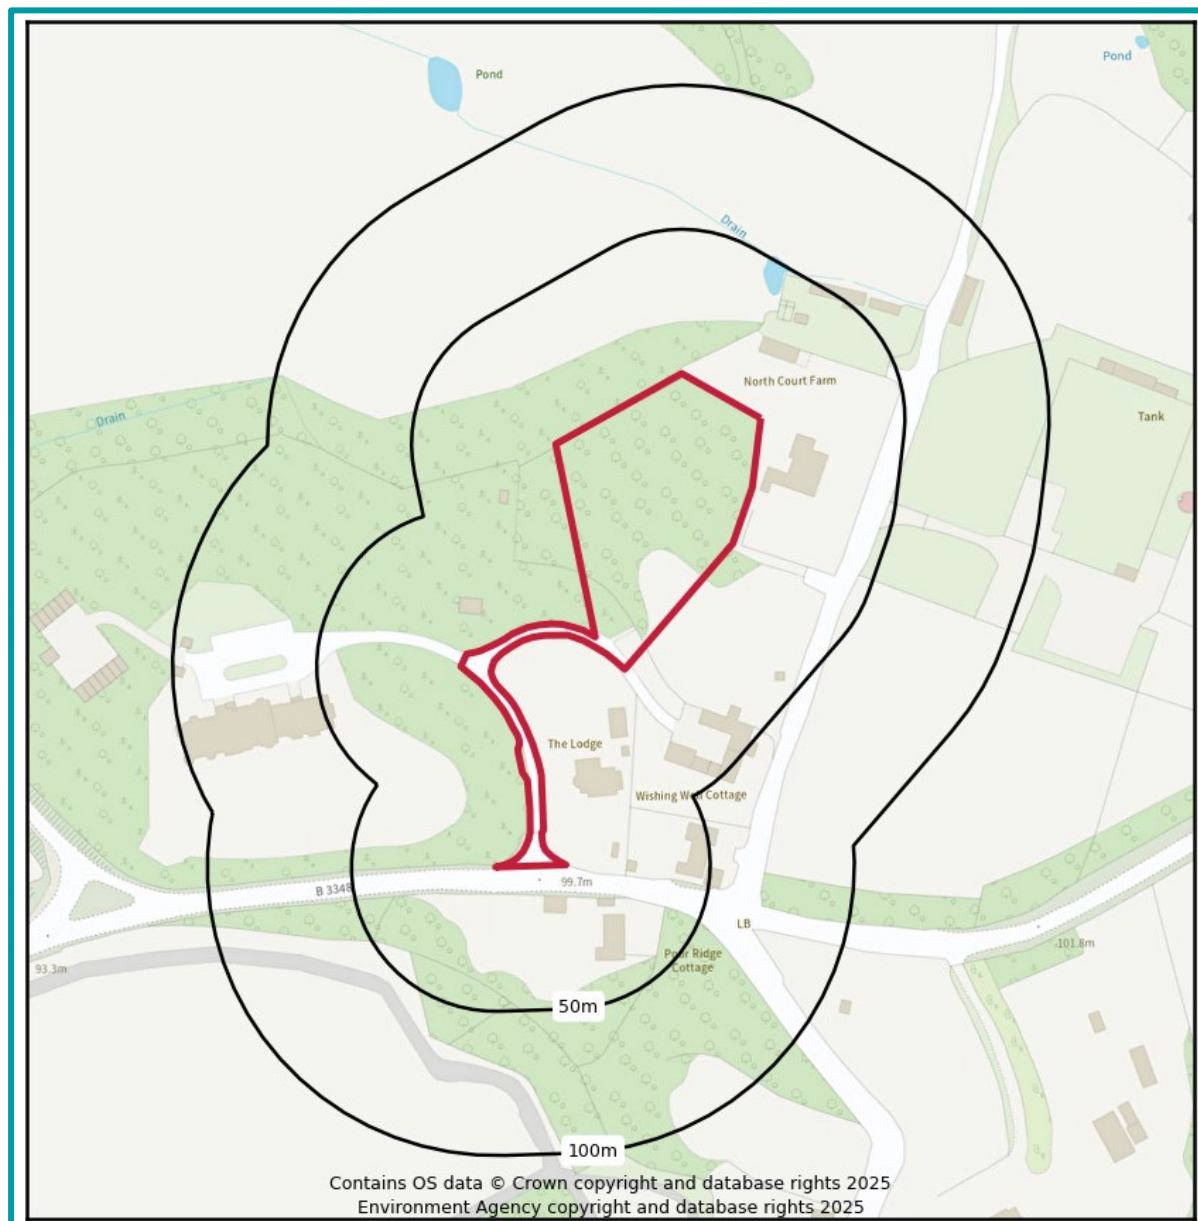 Pond
Pond
Drain
North Court Farm
Tank
Drain
The Lodge
Wishing Well Cottage
99.7m
B 3348
LB
101.8m
Poor Ridge
Cottage
93.3m
50m
100m
Contains OS data © Crown copyright and database rights 2025
Environment Agency copyright and database rights 2025